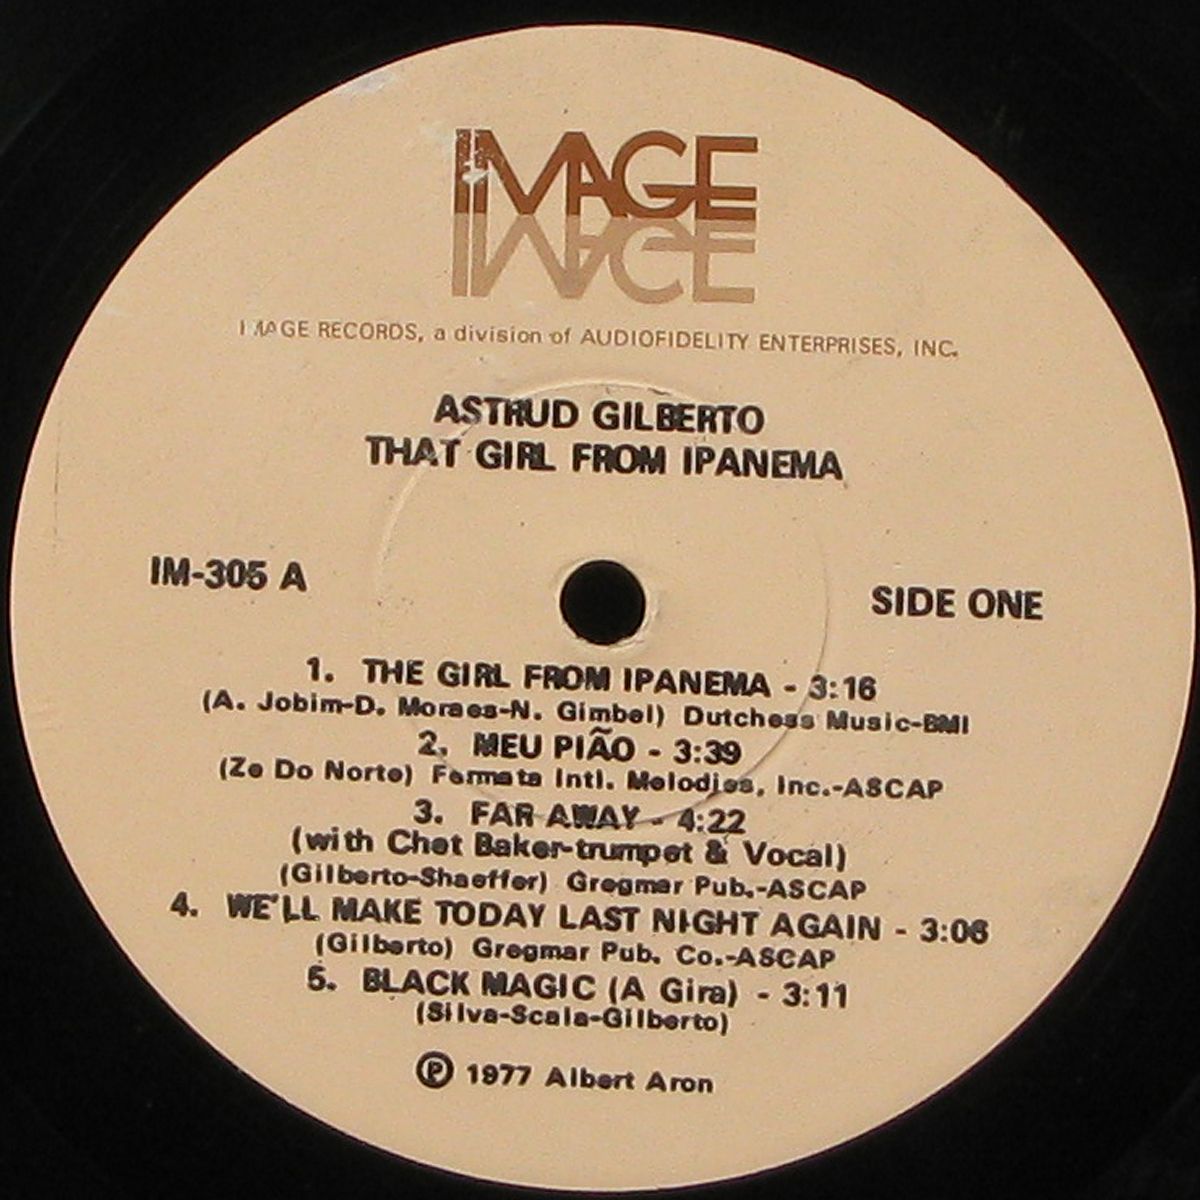 IMAGE
IMAGE RECORDS, a division of AUDIOFIDELITY ENTERPRISES, INC.
ASTRUD GILBERTO
THAT GIRL FROM IPANEMA
IM-305 A
SIDE ONE
1. THE GIRL FROM IPANEMA - 3:16
(A. Jobim-D. Moraes-N. Gimbel) Dutchess Music-BMI
2. MEU PIÃO - 3:39
(Ze Do Norte) Fermata Intl. Melodies, Inc.-ASCAP
3. FAR AWAY - 4:22
(with Chet Baker-trumpet & Vocal)
(Gilberto-Shaeffer) Gregmar Pub.-ASCAP
4. WE'LL MAKE TODAY LAST NIGHT AGAIN - 3:06
(Gilberto) Gregmar Pub. Co.-ASCAP
5. BLACK MAGIC (A Gira) - 3:11
(Silva-Scala-Gilberto)
℗ 1977 Albert Aron